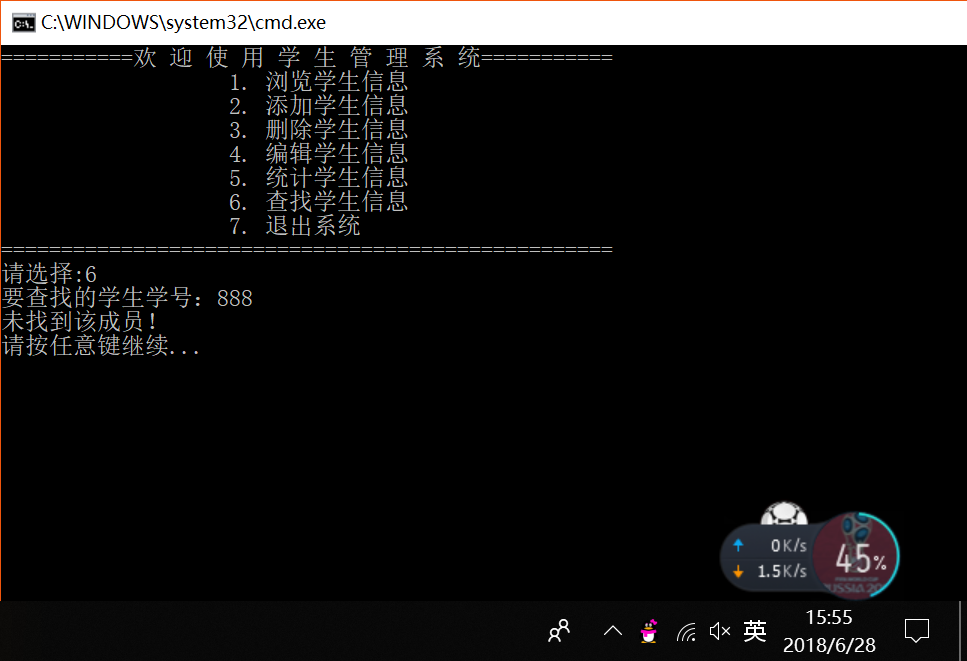 C:\WINDOWS\system32\cmd.exe
===========欢 迎 使 用 学 生 管 理 系 统===========
1. 浏览学生信息
2. 添加学生信息
3. 删除学生信息
4. 编辑学生信息
5. 统计学生信息
6. 查找学生信息
7. 退出系统
===================================================
请选择:6
要查找的学生学号：888
未找到该成员!
请按任意键继续...
0K/s
45%
1.5K/s
英
15:55
2018/6/28